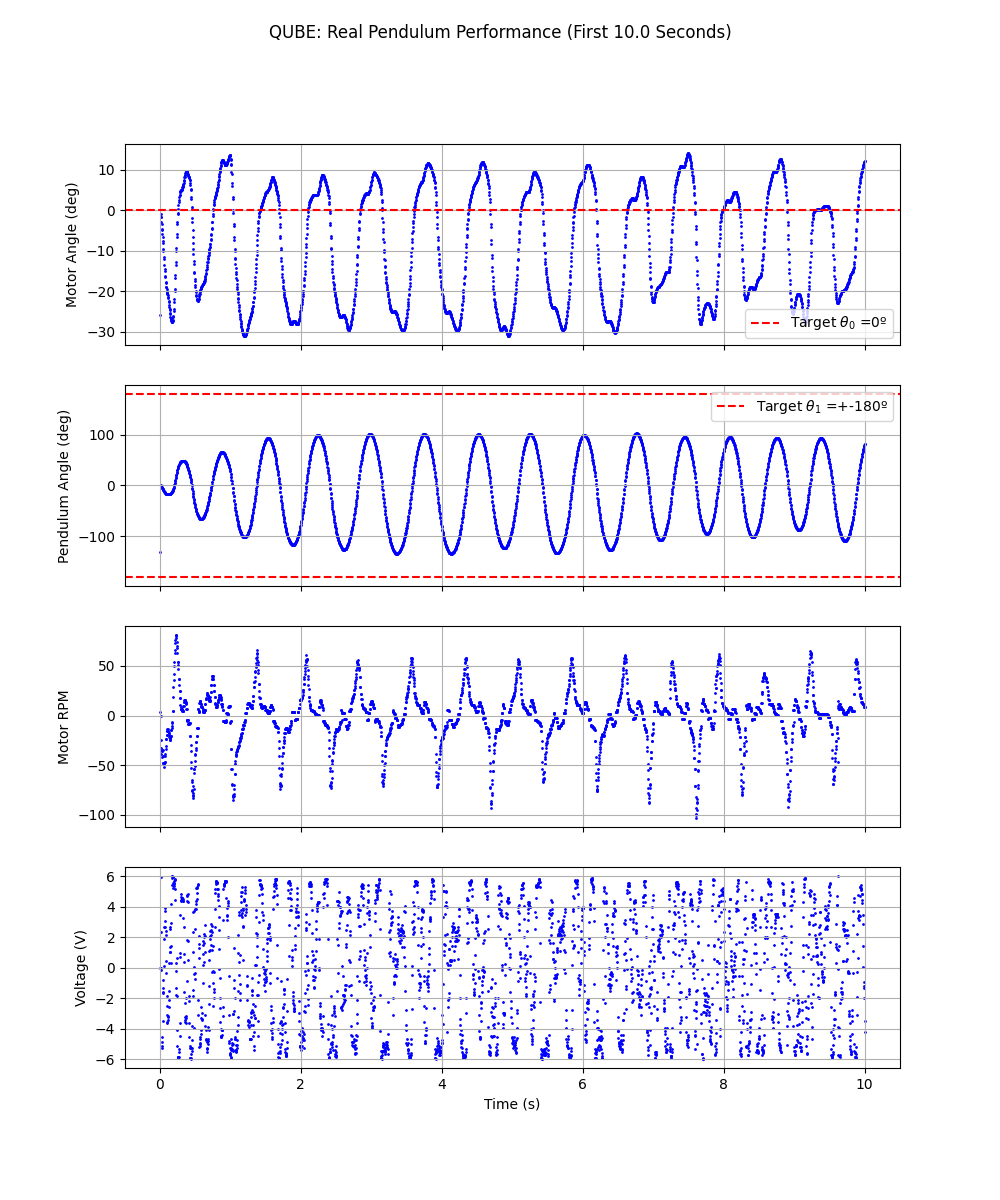 QUBE: Real Pendulum Performance (First 10.0 Seconds)
Motor Angle (deg)
10
0
−10
−20
−30
Target θ0 =0º
Pendulum Angle (deg)
100
0
−100
Target θ1 =+-180º
Motor RPM
50
0
−50
−100
Voltage (V)
6
4
2
0
−2
−4
−6
0 2 4 6 8 10
Time (s)